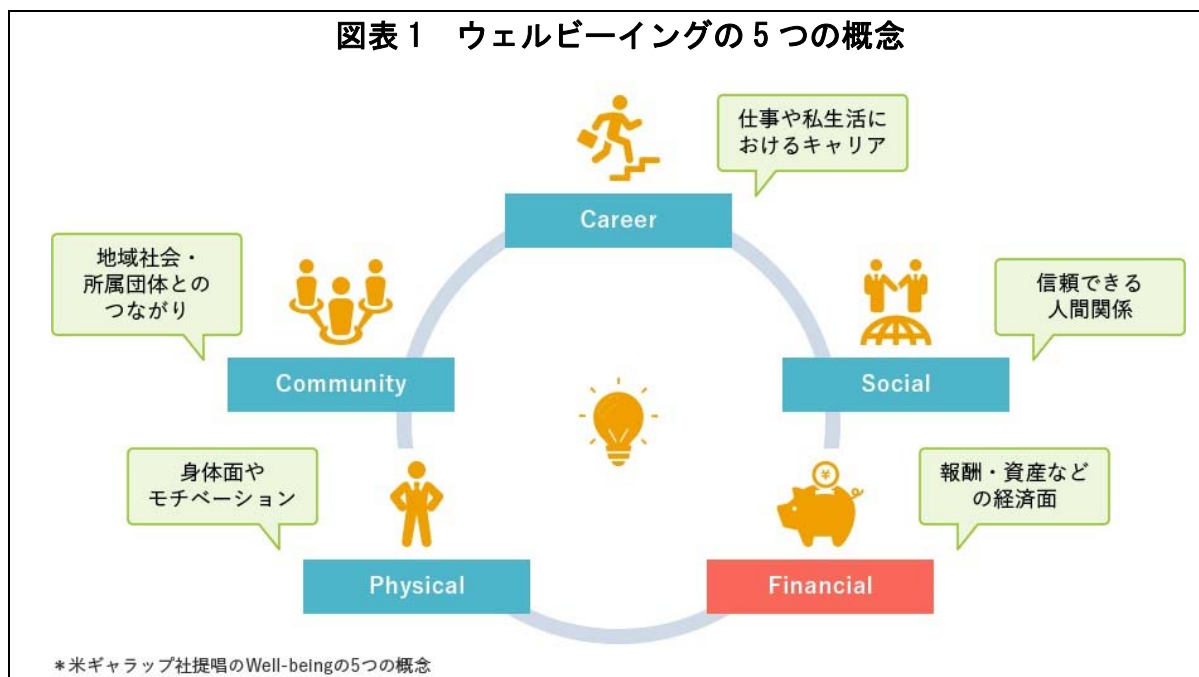 図表1 ウェルビーイングの5つの概念
仕事や私生活に
おけるキャリア
Career
地域社会・
所属団体との
つながり
Community
信頼できる
人間関係
Social
身体面や
モチベーション
Physical
¥
報酬・資産など
の経済面
Financial
*米ギャラップ社提唱のWell-beingの5つの概念